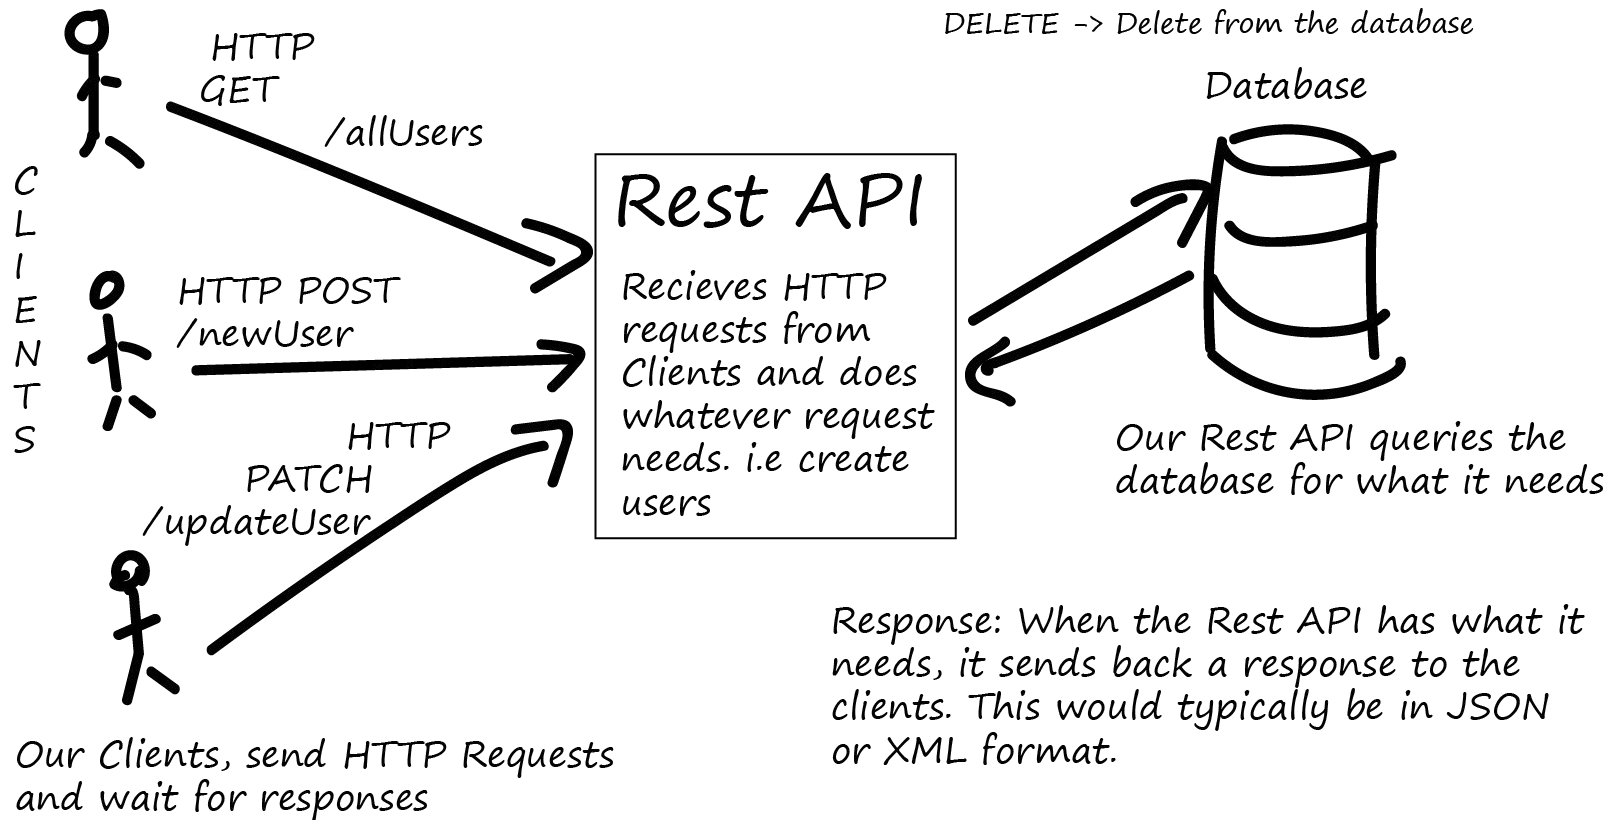 HTTP
GET
/allUsers
C
L
I
E
N
T
S
HTTP POST
/newUser
HTTP
PATCH
/updateUser
Our Clients, send HTTP Requests
and wait for responses
Rest API
Recieves HTTP
requests from
Clients and does
whatever request
needs. i.e create
users
DELETE -> Delete from the database
Database
Our Rest API queries the
database for what it needs
Response: When the Rest API has what it
needs, it sends back a response to the
clients. This would typically be in JSON
or XML format.